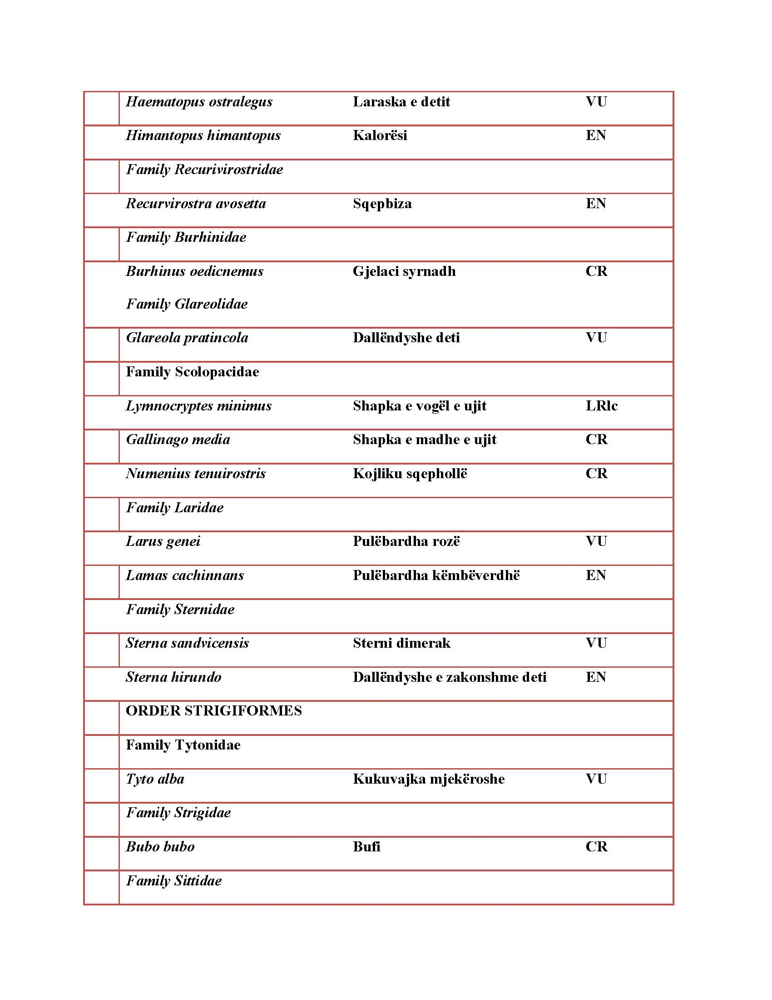 Haematopus ostralegus Laraska e detit VU
Himantopus himantopus Kalorësi EN
Family Recurivirostridae
Recurvirostra avosetta Sqepbiza EN
Family Burhinidae
Burhinus oedicnemus Gjelaci syrnadh CR
Family Glareolidae
Glareola pratincola Dallëndyshe deti VU
Family Scolopacidae
Lymnocryptes minimus Shapka e vogël e ujit LRlc
Gallinago media Shapka e madhe e ujit CR
Numenius tenuirostris Kojliku sqephollë CR
Family Laridae
Larus genei Pulëbardha rozë VU
Lamas cachinnans Pulëbardha këmbëverdhë EN
Family Sternidae
Sterna sandvicensis Sterni dimerak VU
Sterna hirundo Dallëndyshe e zakonshme deti EN
ORDER STRIGIFORMES
Family Tytonidae
Tyto alba Kukuvajka mjekëroshe VU
Family Strigidae
Bubo bubo Bufi CR
Family Sittidae